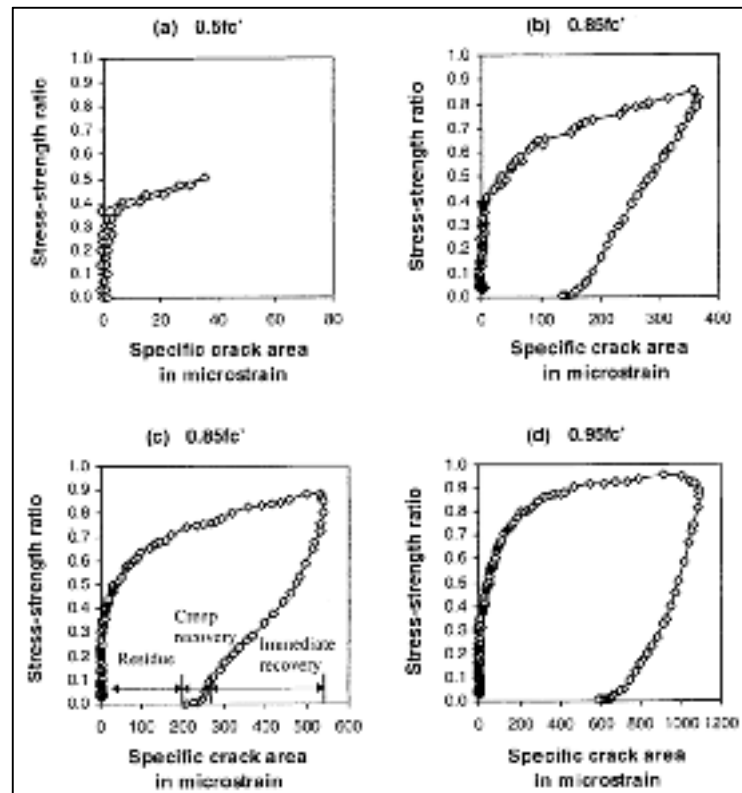 (a) 0.5fc'
Stress-strength ratio
1.0
0.9
0.8
0.7
0.6
0.5
0.4
0.3
0.2
0.1
0.0
0 20 40 60 80
Specific crack area
in microstrain
(b) 0.85fc'
Stress-strength ratio
1.0
0.9
0.8
0.7
0.6
0.5
0.4
0.3
0.2
0.1
0.0
0 100 200 300 400
Specific crack area
in microstrain
(c) 0.85fc'
Stress-strength ratio
1.0
0.9
0.8
0.7
0.6
0.5
0.4
0.3
0.2
0.1
0.0
Creep
recovery
Residue
Immediate
recovery
0 100 200 300 400 500 600
Specific crack area
in microstrain
(d) 0.95fc'
Stress-strength ratio
1.0
0.9
0.8
0.7
0.6
0.5
0.4
0.3
0.2
0.1
0.0
0 200 400 600 800 1000 1200
Specific crack area
in microstrain